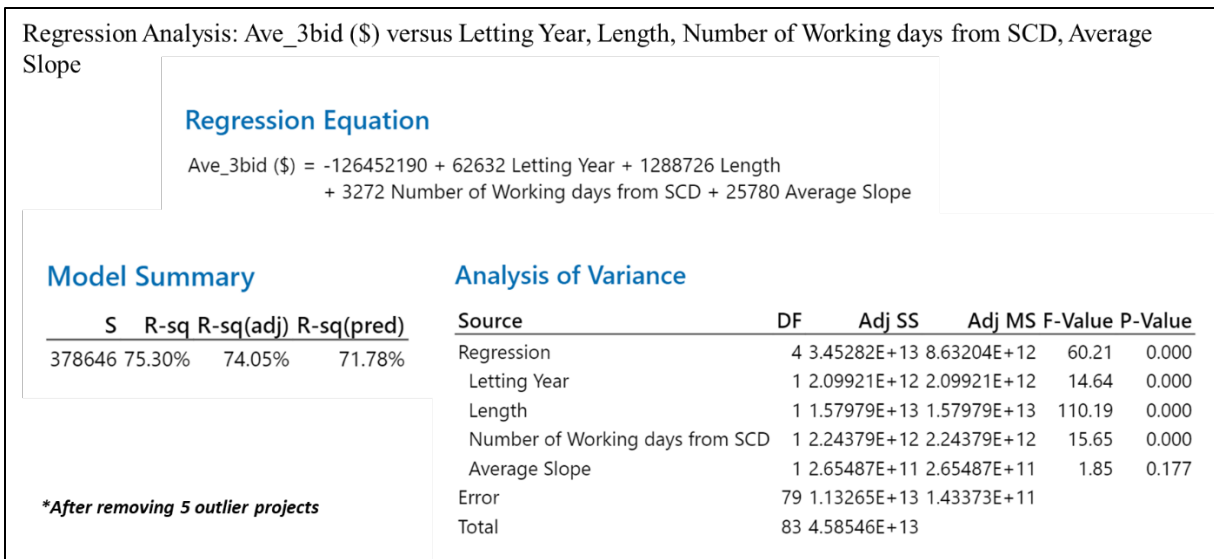 Regression Analysis: Ave_3bid ($) versus Letting Year, Length, Number of Working days from SCD, Average
Slope
Regression Equation
Ave_3bid ($) = -126452190 + 62632 Letting Year + 1288726 Length
+ 3272 Number of Working days from SCD + 25780 Average Slope
Model Summary
S R-sq R-sq(adj) R-sq(pred)
378646 75.30% 74.05% 71.78%
*After removing 5 outlier projects
Analysis of Variance
Source DF Adj SS Adj MS F-Value P-Value
Regression 4 3.45282E+13 8.63204E+12 60.21 0.000
Letting Year 1 2.09921E+12 2.09921E+12 14.64 0.000
Length 1 1.57979E+13 1.57979E+13 110.19 0.000
Number of Working days from SCD 1 2.24379E+12 2.24379E+12 15.65 0.000
Average Slope 1 2.65487E+11 2.65487E+11 1.85 0.177
Error 79 1.13265E+13 1.43373E+11
Total 83 4.58546E+13